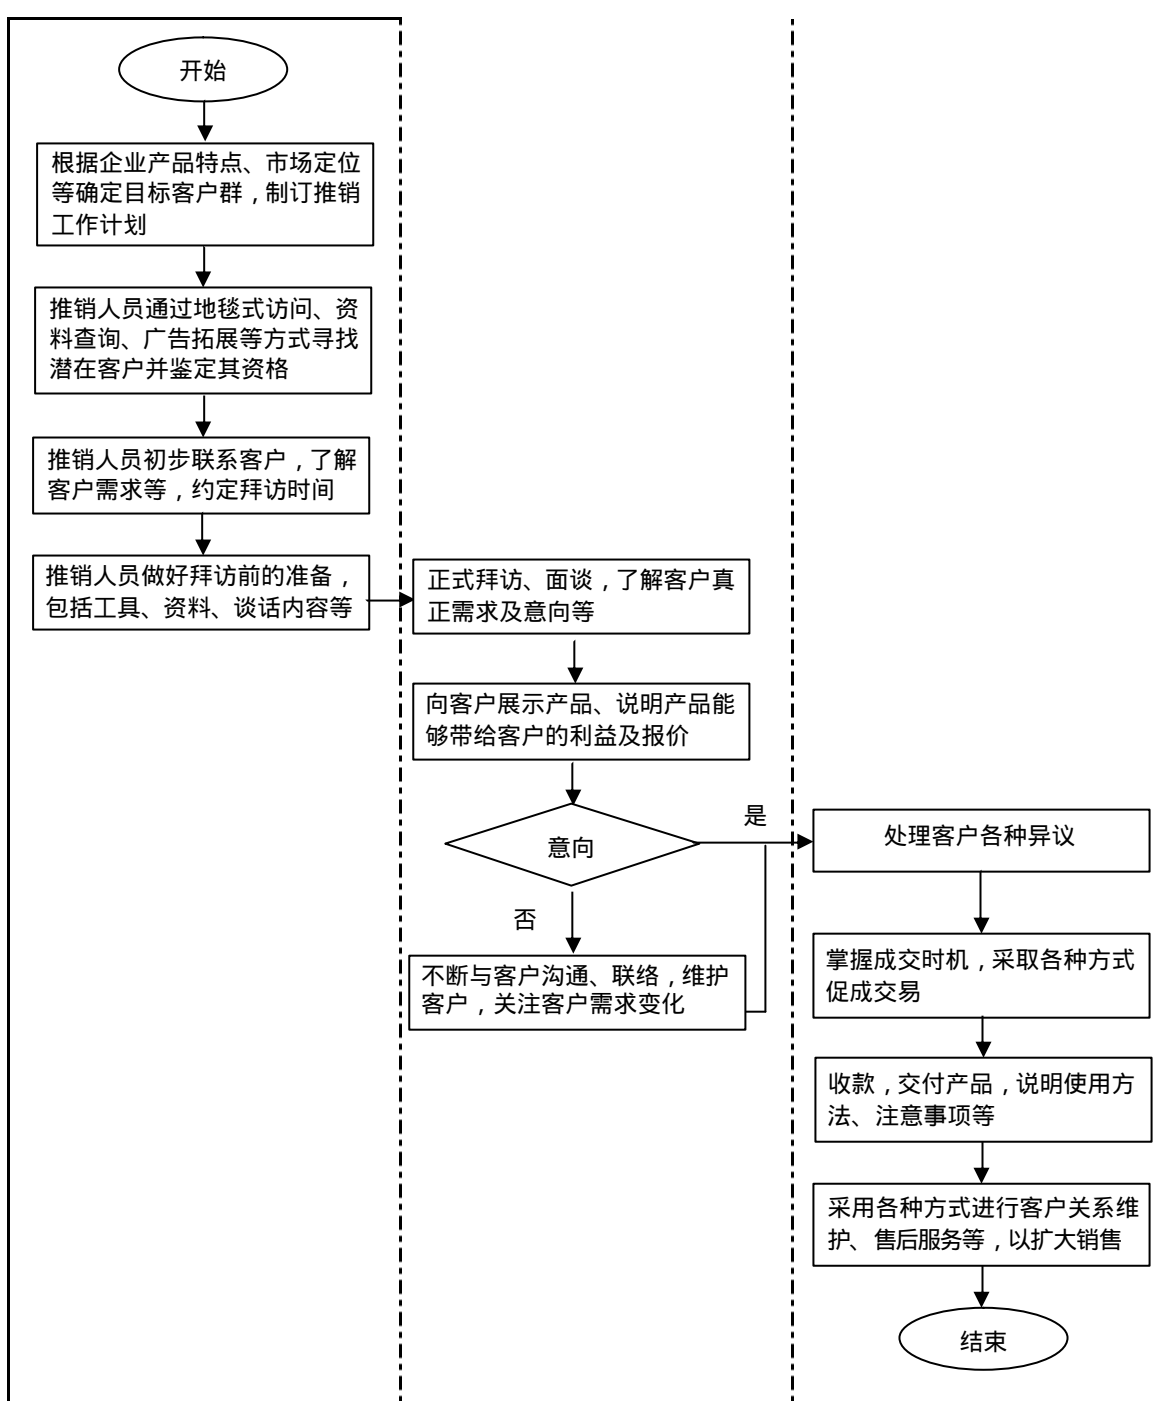 开始
根据企业产品特点、市场定位
等确定目标客户群，制订推销
工作计划
推销人员通过地毯式访问、资
料查询、广告拓展等方式寻找
潜在客户并鉴定其资格
推销人员初步联系客户，了解
客户需求等，约定拜访时间
推销人员做好拜访前的准备，
包括工具、资料、谈话内容等
正式拜访、面谈，了解客户真
正需求及意向等
向客户展示产品、说明产品能
够带给客户的利益及报价
意向
是
否
不断与客户沟通、联络，维护
客户，关注客户需求变化
处理客户各种异议
掌握成交时机，采取各种方式
促成交易
收款，交付产品，说明使用方
法、注意事项等
采用各种方式进行客户关系维
护、售后服务等，以扩大销售
结束